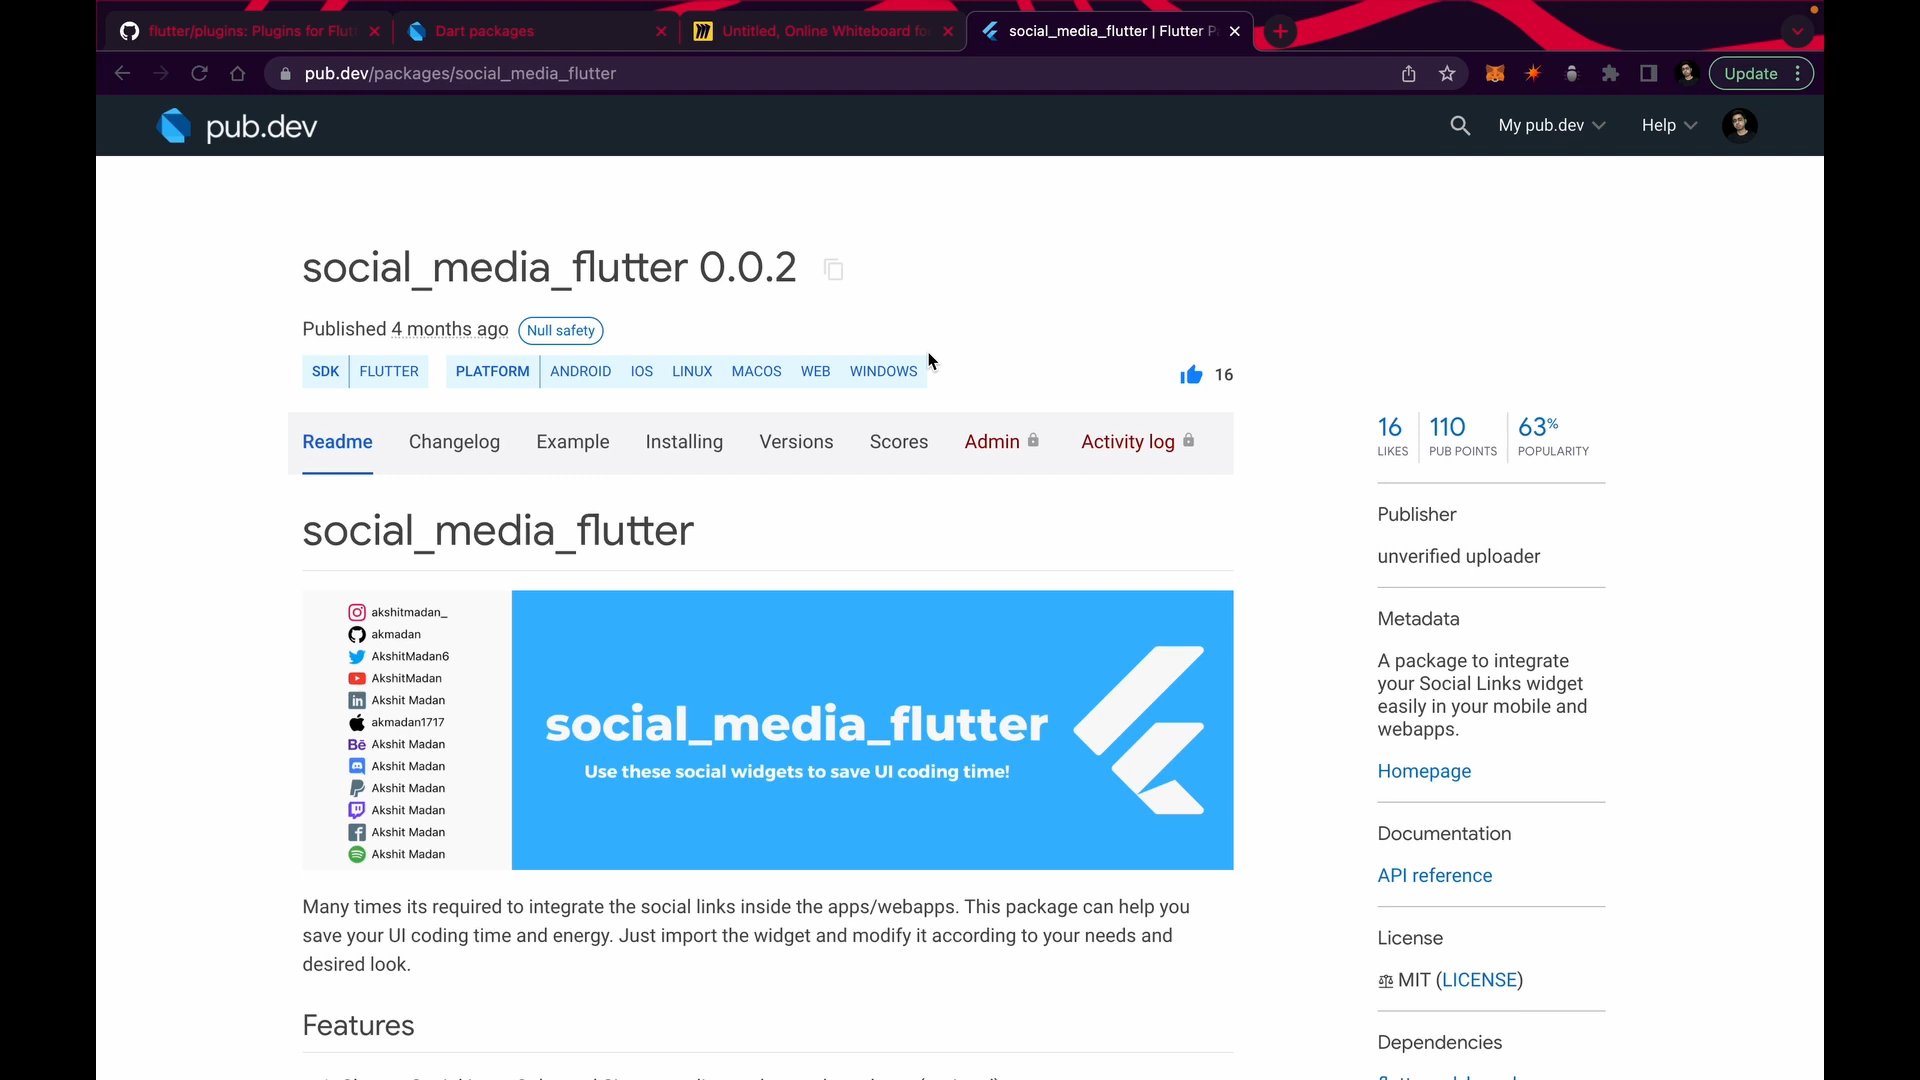 flutter/plugins: Plugins for Flutt
Dart packages
Untitled, Online Whiteboard fo
social_media_flutter | Flutter P
pub.dev/packages/social_media_flutter
Update
pub.dev
My pub.dev
Help
social_media_flutter 0.0.2
Published 4 months ago
Null safety
SDK FLUTTER PLATFORM ANDROID IOS LINUX MACOS WEB WINDOWS
16
Readme Changelog Example Installing Versions Scores Admin Activity log
16 LIKES
110 PUB POINTS
63% POPULARITY
social_media_flutter
akshitmadan_
akmadan
AkshitMadan6
AkshitMadan
in Akshit Madan
akmadan1717
Bē Akshit Madan
Akshit Madan
Akshit Madan
Akshit Madan
f Akshit Madan
Akshit Madan
social_media_flutter
Use these social widgets to save UI coding time!
Many times its required to integrate the social links inside the apps/webapps. This package can help you
save your UI coding time and energy. Just import the widget and modify it according to your needs and
desired look.
Features
Publisher
unverified uploader
Metadata
A package to integrate
your Social Links widget
easily in your mobile and
webapps.
Homepage
Documentation
API reference
License
MIT (LICENSE)
Dependencies